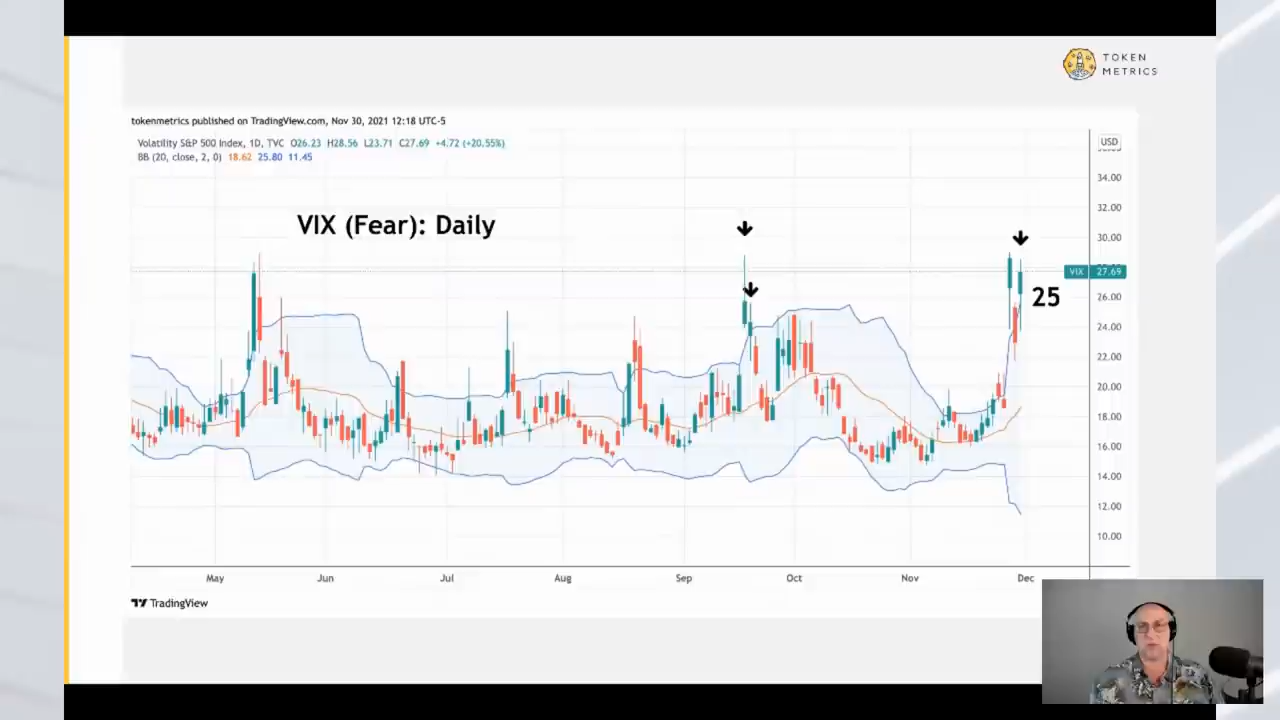 TOKEN
METRICS
tokenmetrics published on TradingView.com, Nov 30, 2021 12:18 UTC-5
Volatility S&P 500 Index, 1D, TVC O26.23 H28.56 L23.71 C27.69 +4.72 (+20.55%)
BB (20, close, 2, 0) 18.62 25.80 11.45
USD
34.00
VIX (Fear): Daily
32.00
30.00
VIX 27.69
25
26.00
24.00
22.00
20.00
18.00
16.00
14.00
12.00
10.00
May Jun Jul Aug Sep Oct Nov Dec
TradingView